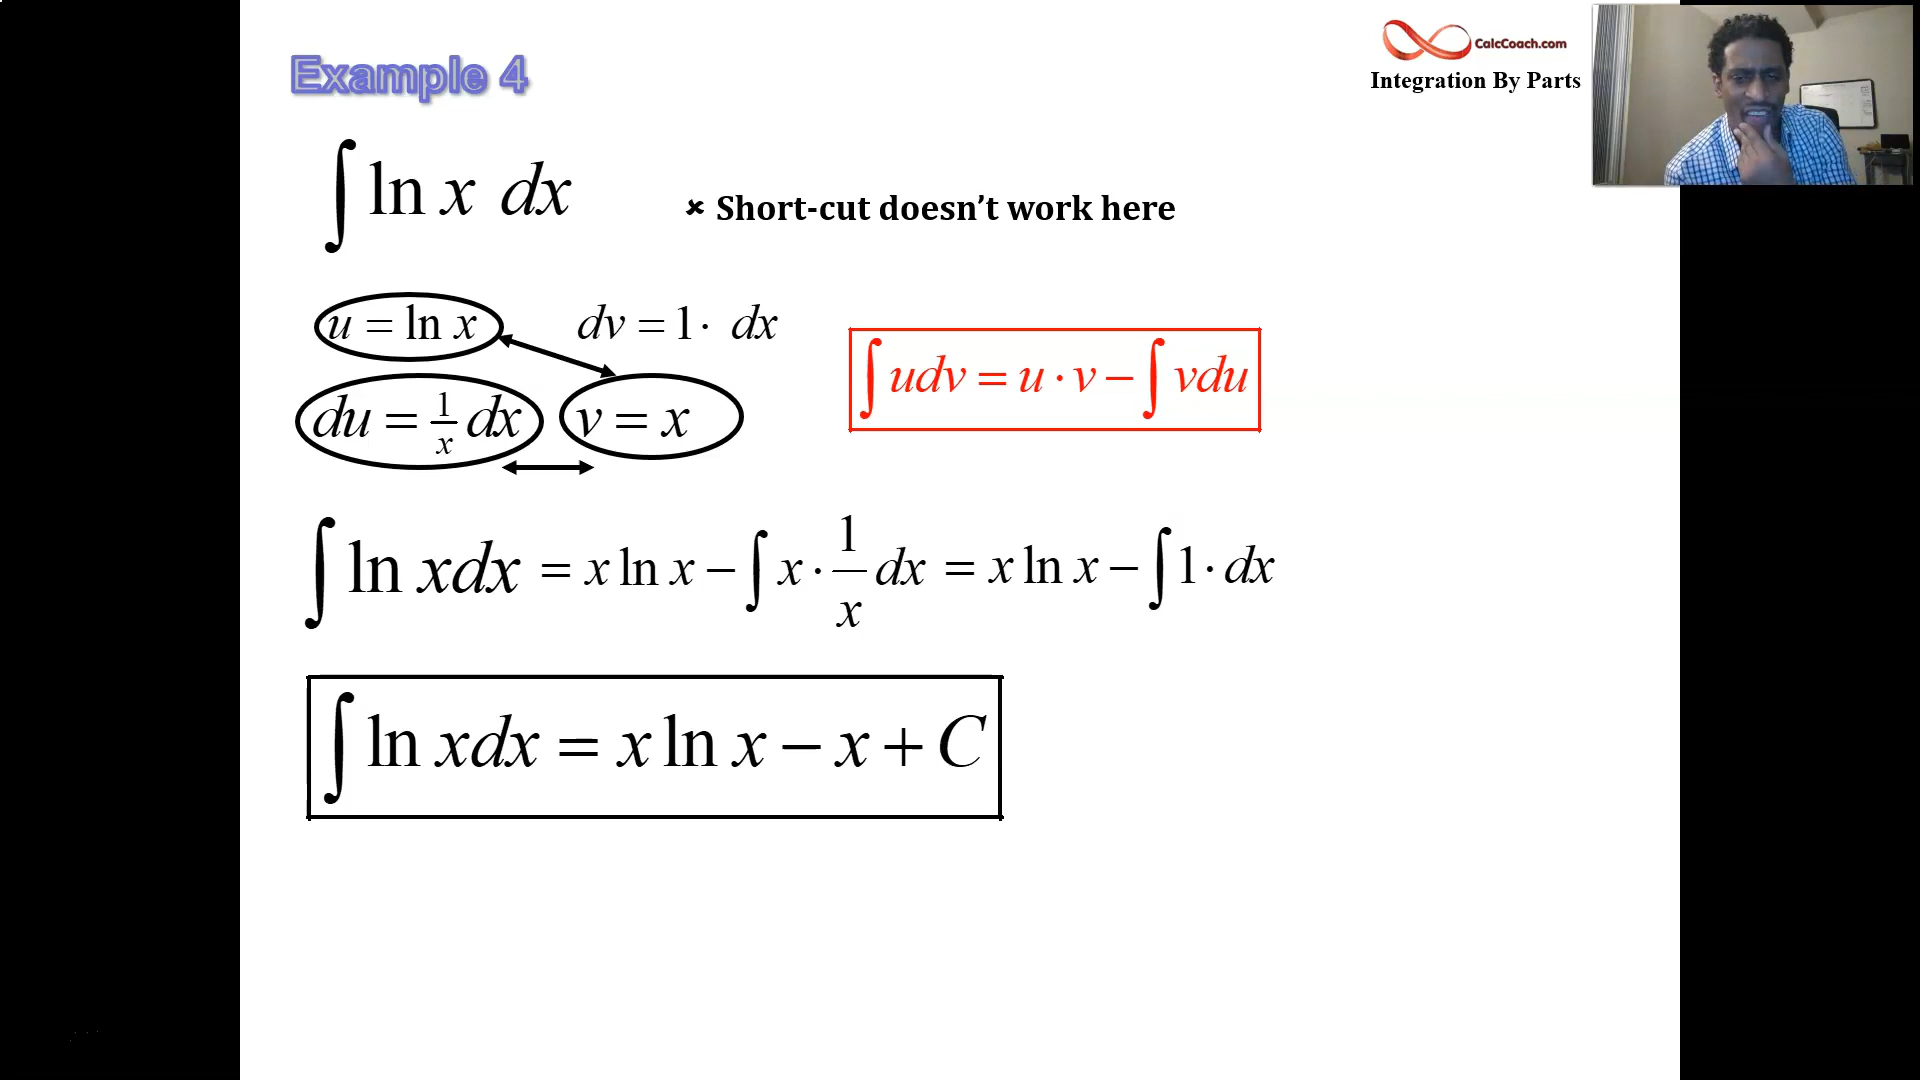 Example 4
CalcCoach.com
Integration By Parts
∫ ln x dx
× Short-cut doesn’t work here
u = ln x
dv = 1 · dx
∫ udv = u · v − ∫ vdu
du = 1/x dx
v = x
∫ ln xdx = x ln x − ∫ x · 1/x dx = x ln x − ∫ 1 · dx
∫ ln xdx = x ln x − x + C